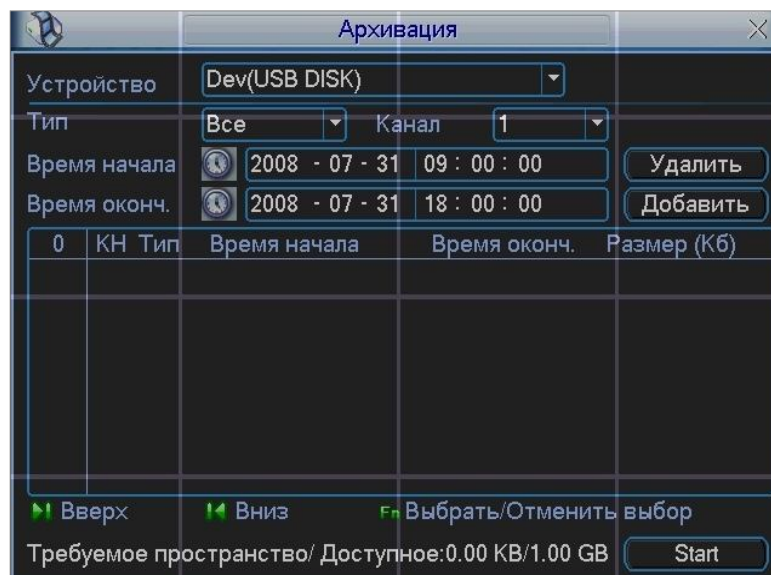 Архивация
Устройство Dev(USB DISK)
Тип Все Канал 1
Время начала 2008 - 07 - 31 09 : 00 : 00 Удалить
Время оконч. 2008 - 07 - 31 18 : 00 : 00 Добавить
0 КН Тип Время начала Время оконч. Размер (Кб)
Вверх Вниз Fn Выбрать/Отменить выбор
Требуемое пространство/ Доступное:0.00 KB/1.00 GB Start